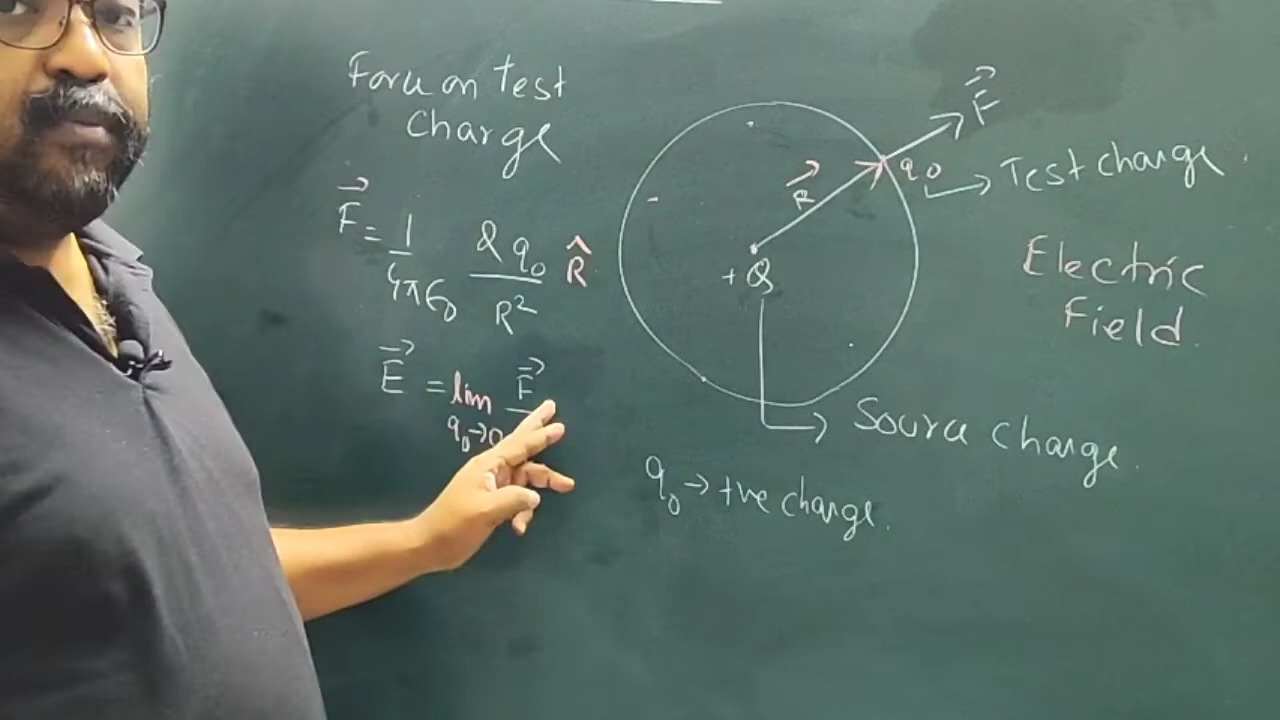 Force on Test
Charge
F⃗ = 1/4πϵ₀ Qq₀/R² R̂
E⃗ = lim q₀→0 F⃗
F⃗
R⃗
q₀ → Test charge.
+Q
Electric
Field.
Source charge.
q₀ → +ve charge.